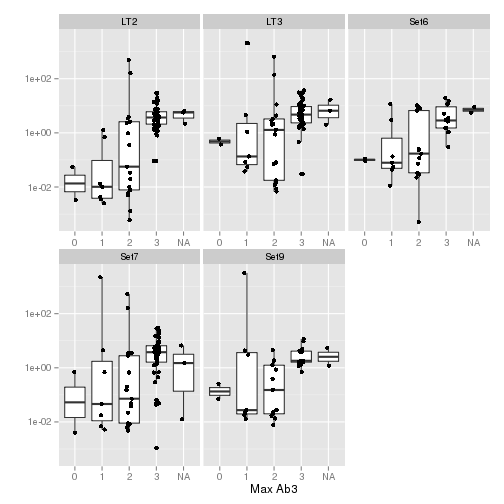 LT2 LT3 Set6
1e+02
1e+00
1e-02
0 1 2 3 NA 0 1 2 3 NA 0 1 2 3 NA
Set7 Set9
1e+02
1e+00
1e-02
0 1 2 3 NA 0 1 2 3 NA
Max Ab3